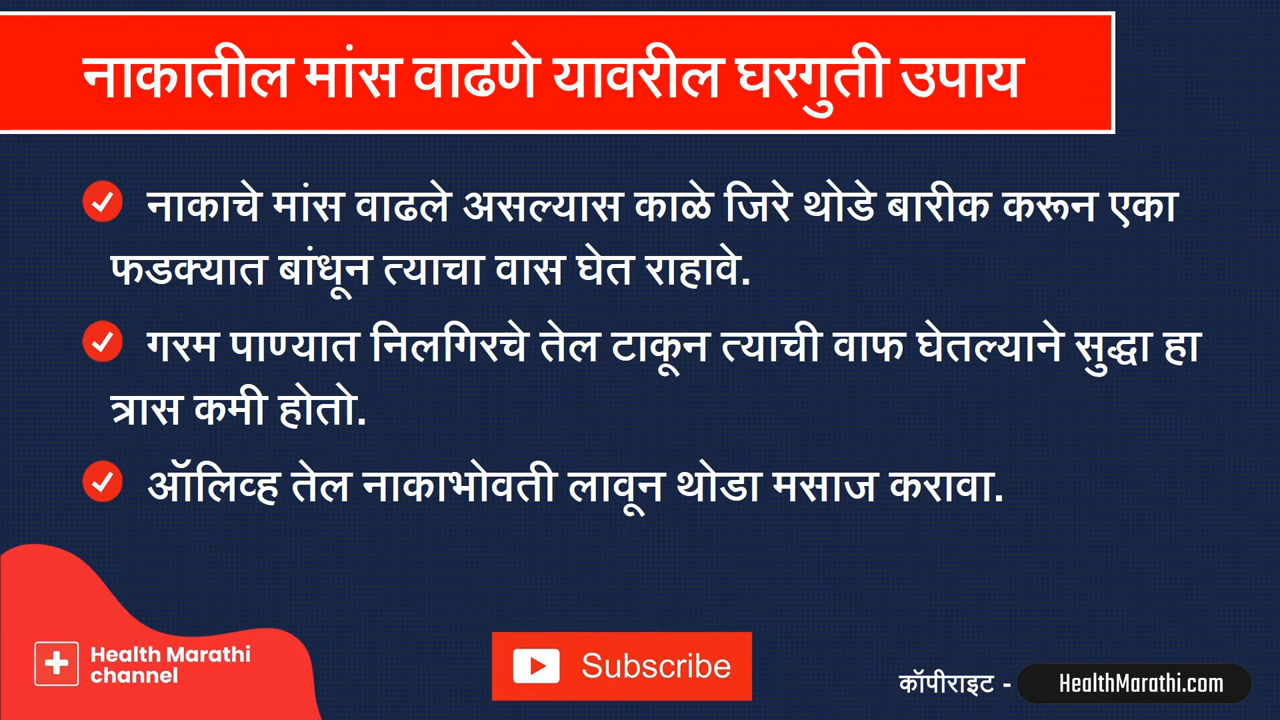 नाकातील मांस वाढणे यावरील घरगुती उपाय
नाकाचे मांस वाढले असल्यास काळे जिरे थोडे बारीक करून एका
फडक्यात बांधून त्याचा वास घेत राहावे.
गरम पाण्यात निलगिरचे तेल टाकून त्याची वाफ घेतल्याने सुद्धा हा
त्रास कमी होतो.
ऑलिव्ह तेल नाकाभोवती लावून थोडा मसाज करावा.
Health Marathi
channel
Subscribe
कॉपीराइट - HealthMarathi.com